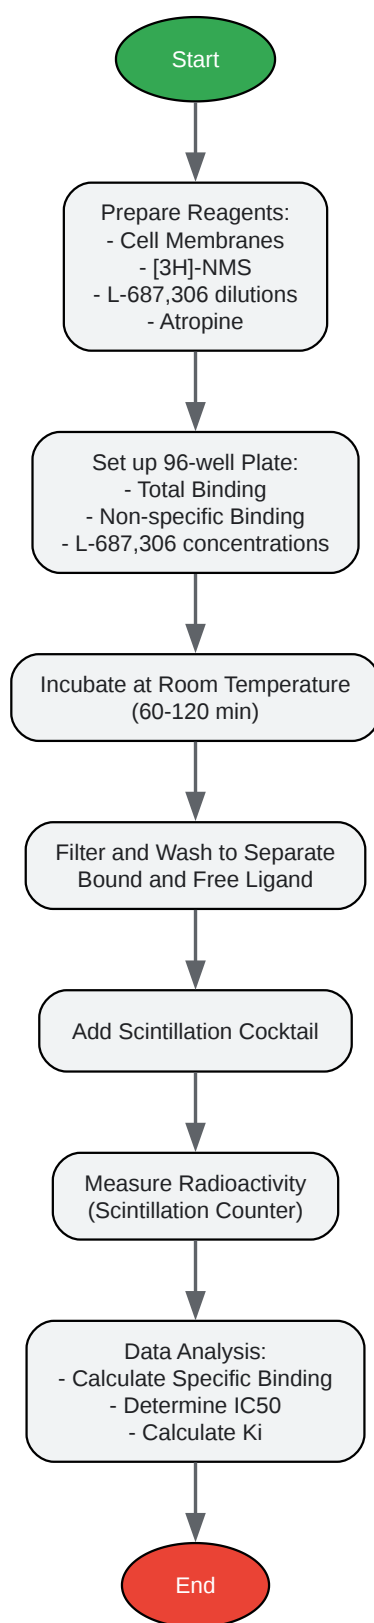 Start
Prepare Reagents:
- Cell Membranes
- [3H]-NMS
- L-687,306 dilutions
- Atropine
Set up 96-well Plate:
- Total Binding
- Non-specific Binding
- L-687,306 concentrations
Incubate at Room Temperature
(60-120 min)
Filter and Wash to Separate
Bound and Free Ligand
Add Scintillation Cocktail
Measure Radioactivity
(Scintillation Counter)
Data Analysis:
- Calculate Specific Binding
- Determine IC50
- Calculate Ki
End